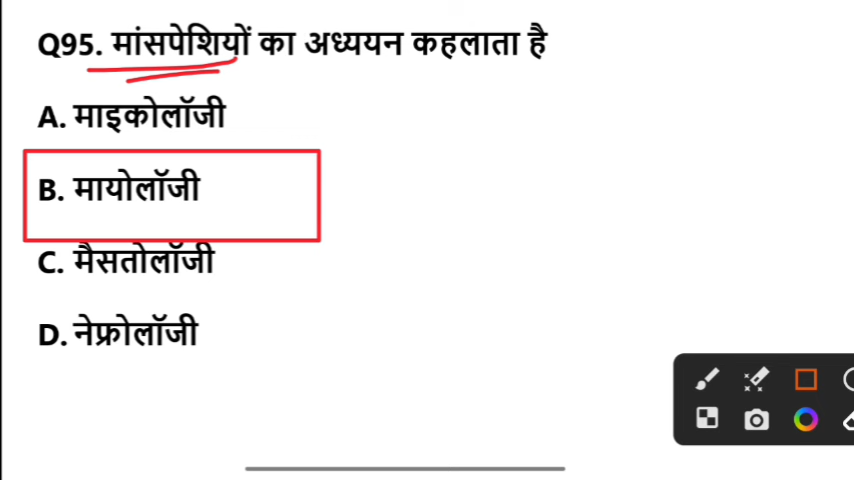 Q95. मांसपेशियों का अध्ययन कहलाता है
A. माइकोलॉजी
B. मायोलॉजी
C. मैसतोलॉजी
D. नेफ्रोलॉजी